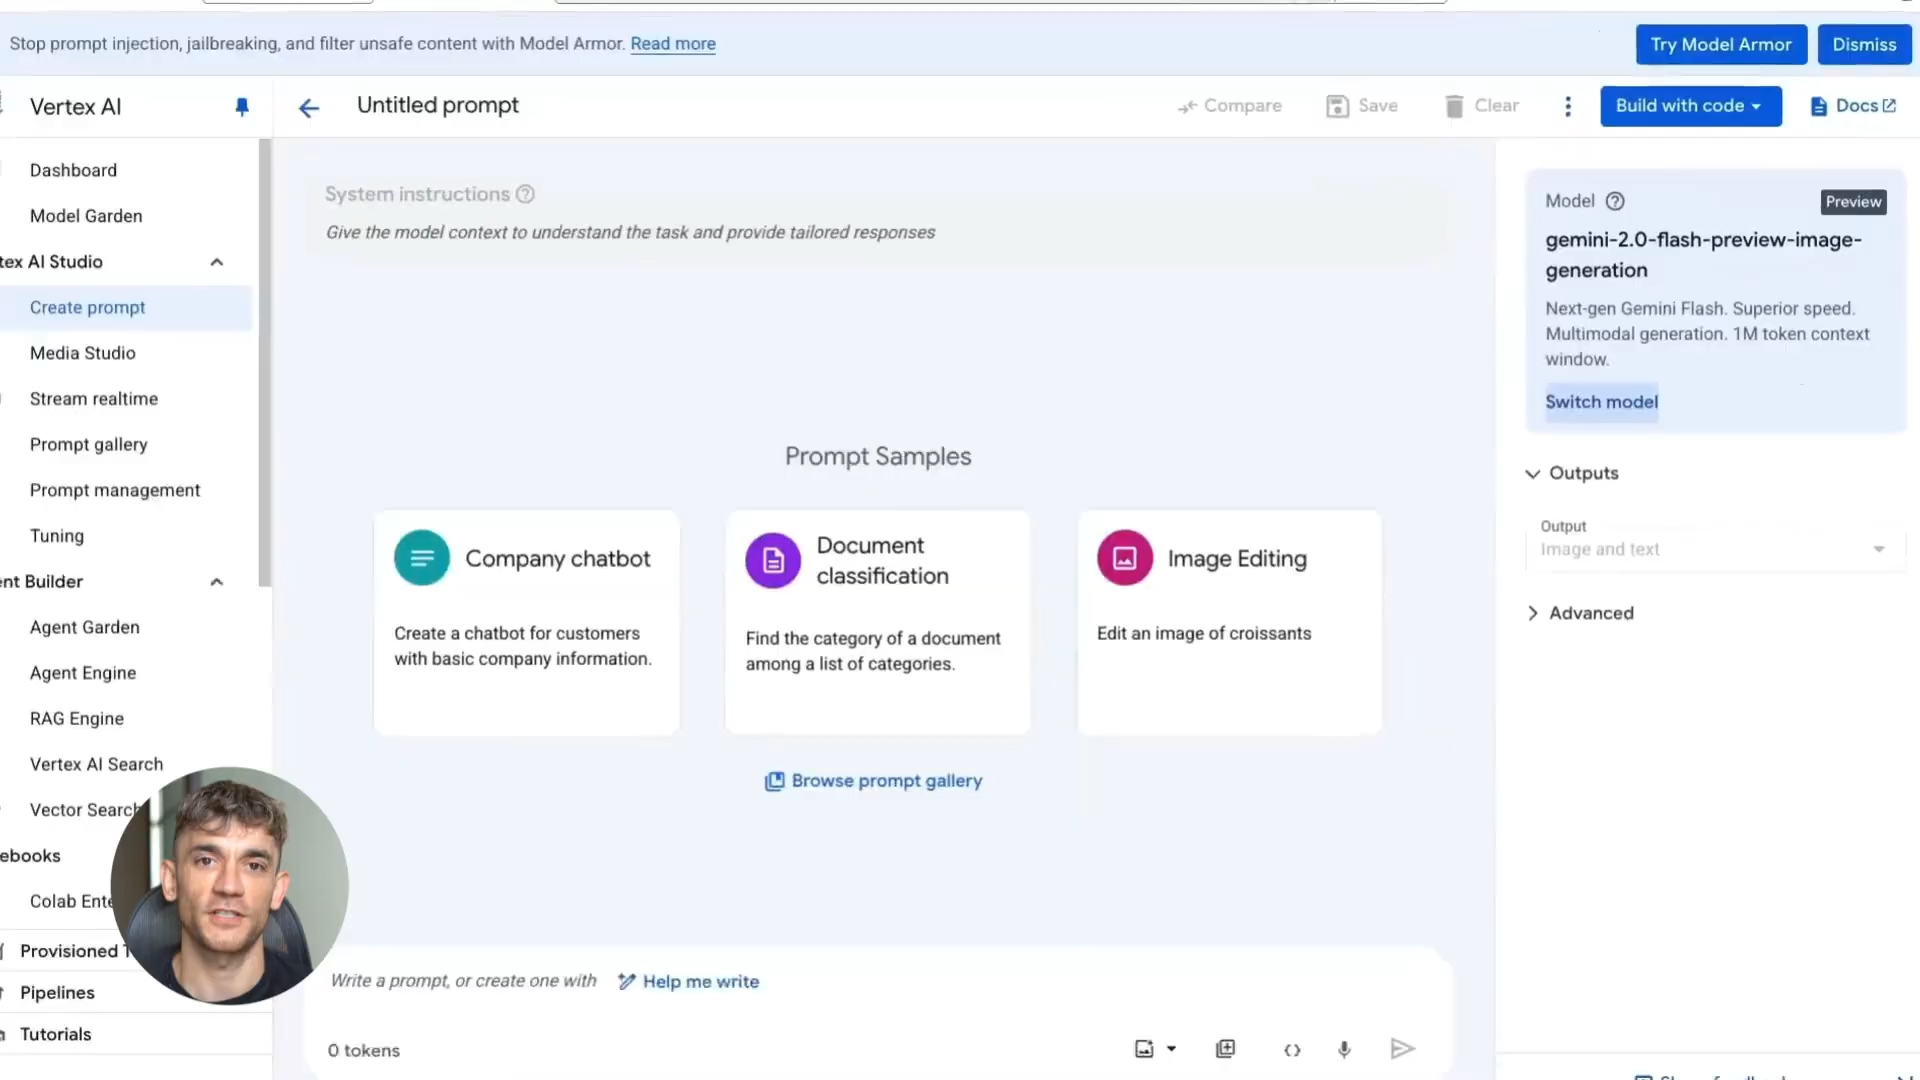 Stop prompt injection, jailbreaking, and filter unsafe content with Model Armor. Read more
Try Model Armor
Dismiss
Vertex AI
Untitled prompt
Compare
Save
Clear
Build with code
Docs
Dashboard
Model Garden
tex AI Studio
Create prompt
Media Studio
Stream realtime
Prompt gallery
Prompt management
Tuning
nt Builder
Agent Garden
Agent Engine
RAG Engine
Vertex AI Search
Vector Search
ebooks
Colab Ente
Provisioned T
Pipelines
Tutorials
System instructions
Give the model context to understand the task and provide tailored responses
Prompt Samples
Company chatbot
Create a chatbot for customers
with basic company information.
Document
classification
Find the category of a document
among a list of categories.
Image Editing
Edit an image of croissants
Browse prompt gallery
Write a prompt, or create one with Help me write
0 tokens
Model
Preview
gemini-2.0-flash-preview-image-
generation
Next-gen Gemini Flash. Superior speed.
Multimodal generation. 1M token context
window.
Switch model
Outputs
Output
Image and text
Advanced